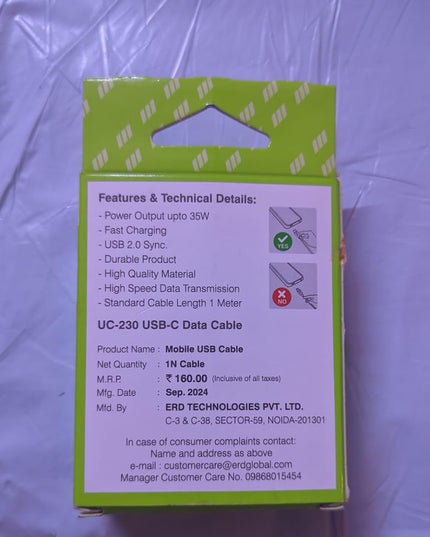 Features & Technical Details:
- Power Output upto 35W
- Fast Charging
- USB 2.0 Sync.
- Durable Product
- High Quality Material
- High Speed Data Transmission
- Standard Cable Length 1 Meter
YES
NO
UC-230 USB-C Data Cable
Product Name : Mobile USB Cable
Net Quantity : 1N Cable
M.R.P. : ₹ 160.00 (Inclusive of all taxes)
Mfg. Date : Sep. 2024
Mfd. By : ERD TECHNOLOGIES PVT. LTD.
C-3 & C-38, SECTOR-59, NOIDA-201301
In case of consumer complaints contact:
Name and address as above
e-mail : customercare@erdglobal.com
Manager Customer Care No. 09868015454